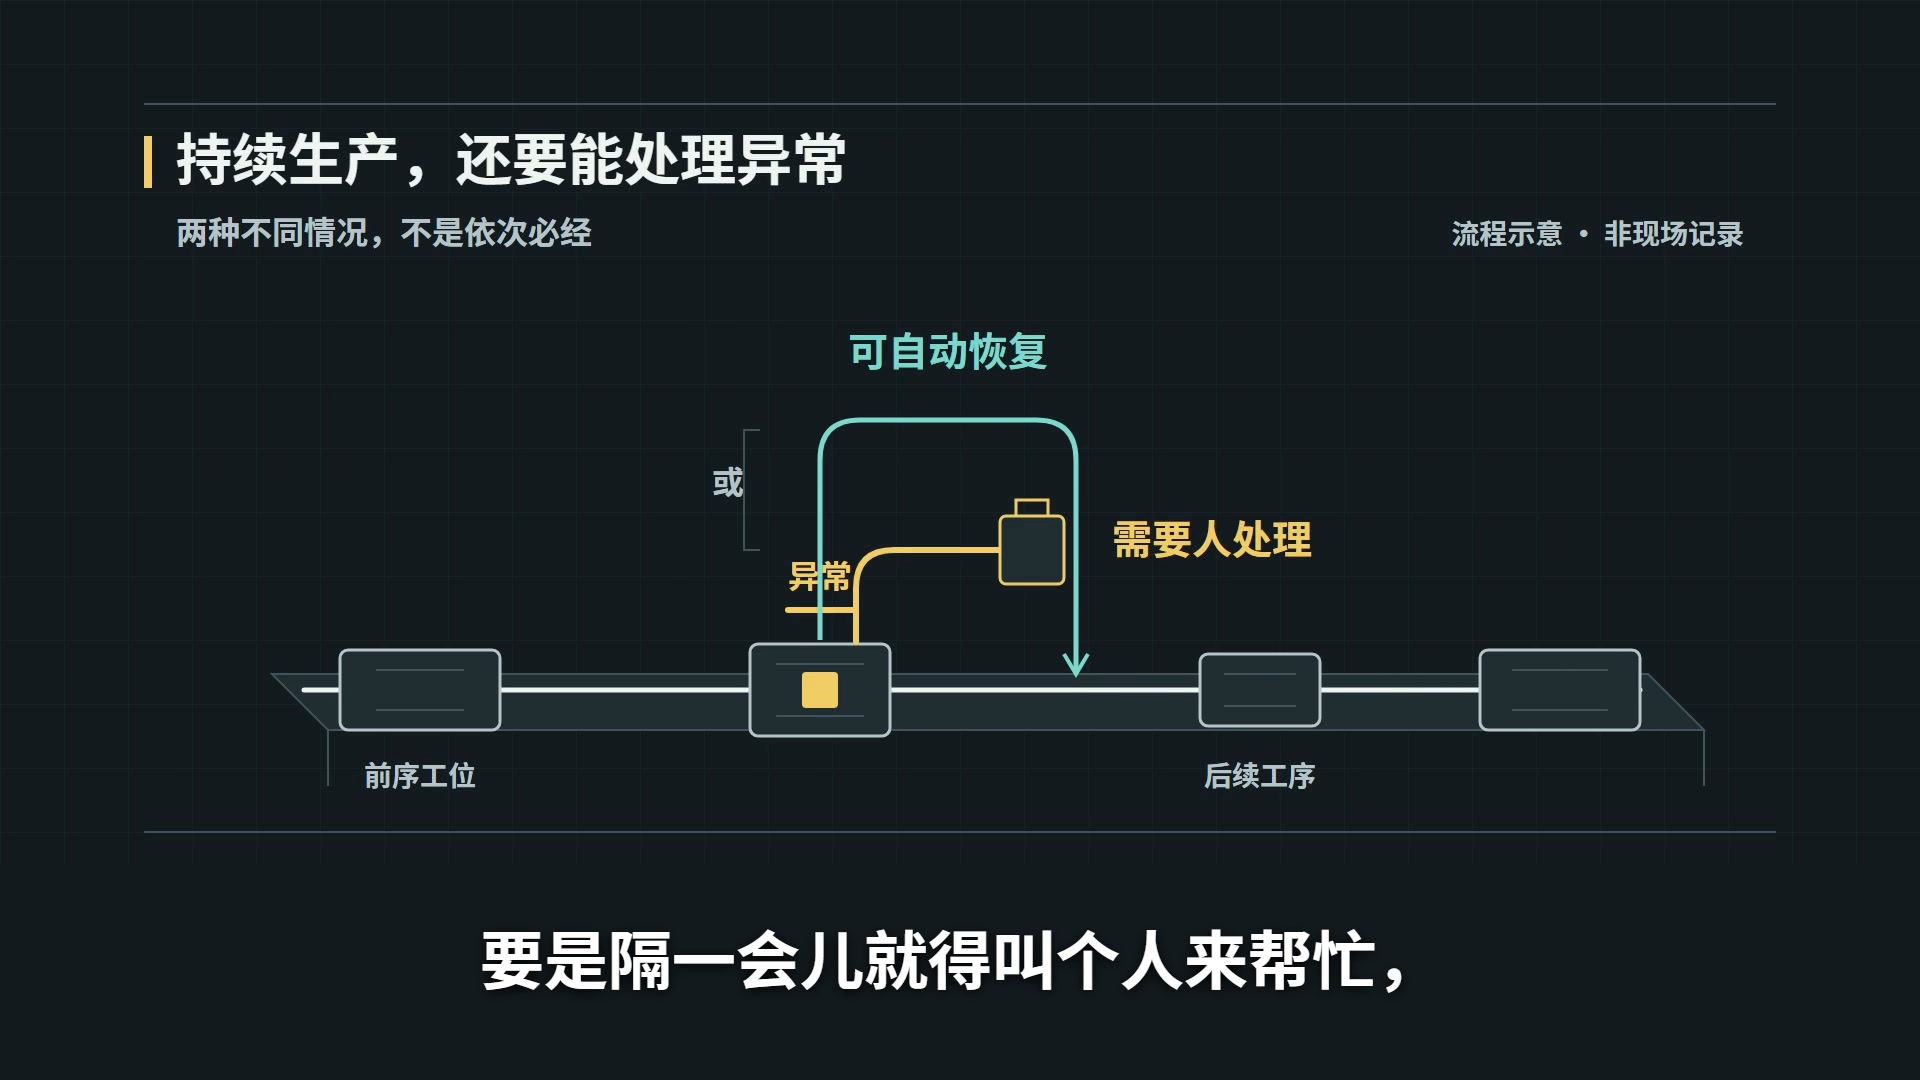 持续生产，还要能处理异常
两种不同情况，不是依次必经
流程示意 · 非现场记录
可自动恢复
或
需要人处理
异常
前序工位
后续工序
要是隔一会儿就得叫个人来帮忙，